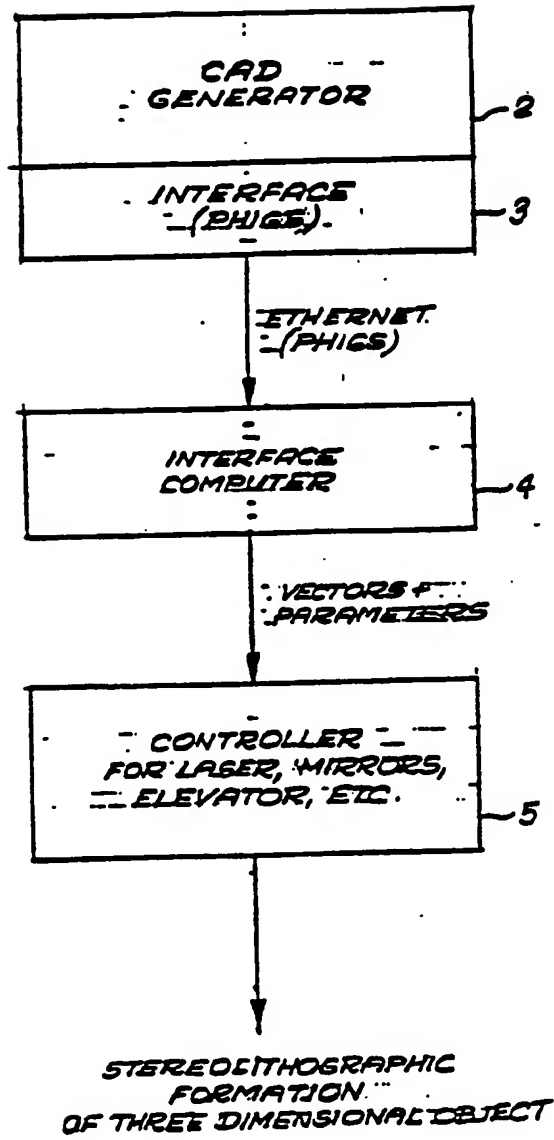 CAD
GENERATOR
2
INTERFACE
(PHIGS)
3
ETHERNET
(PHIGS)
INTERFACE
COMPUTER
4
VECTORS &
PARAMETERS
CONTROLLER
FOR LASER, MIRRORS,
ELEVATOR, ETC.
5
STEREOLITHOGRAPHIC
FORMATION
OF THREE DIMENSIONAL OBJECT